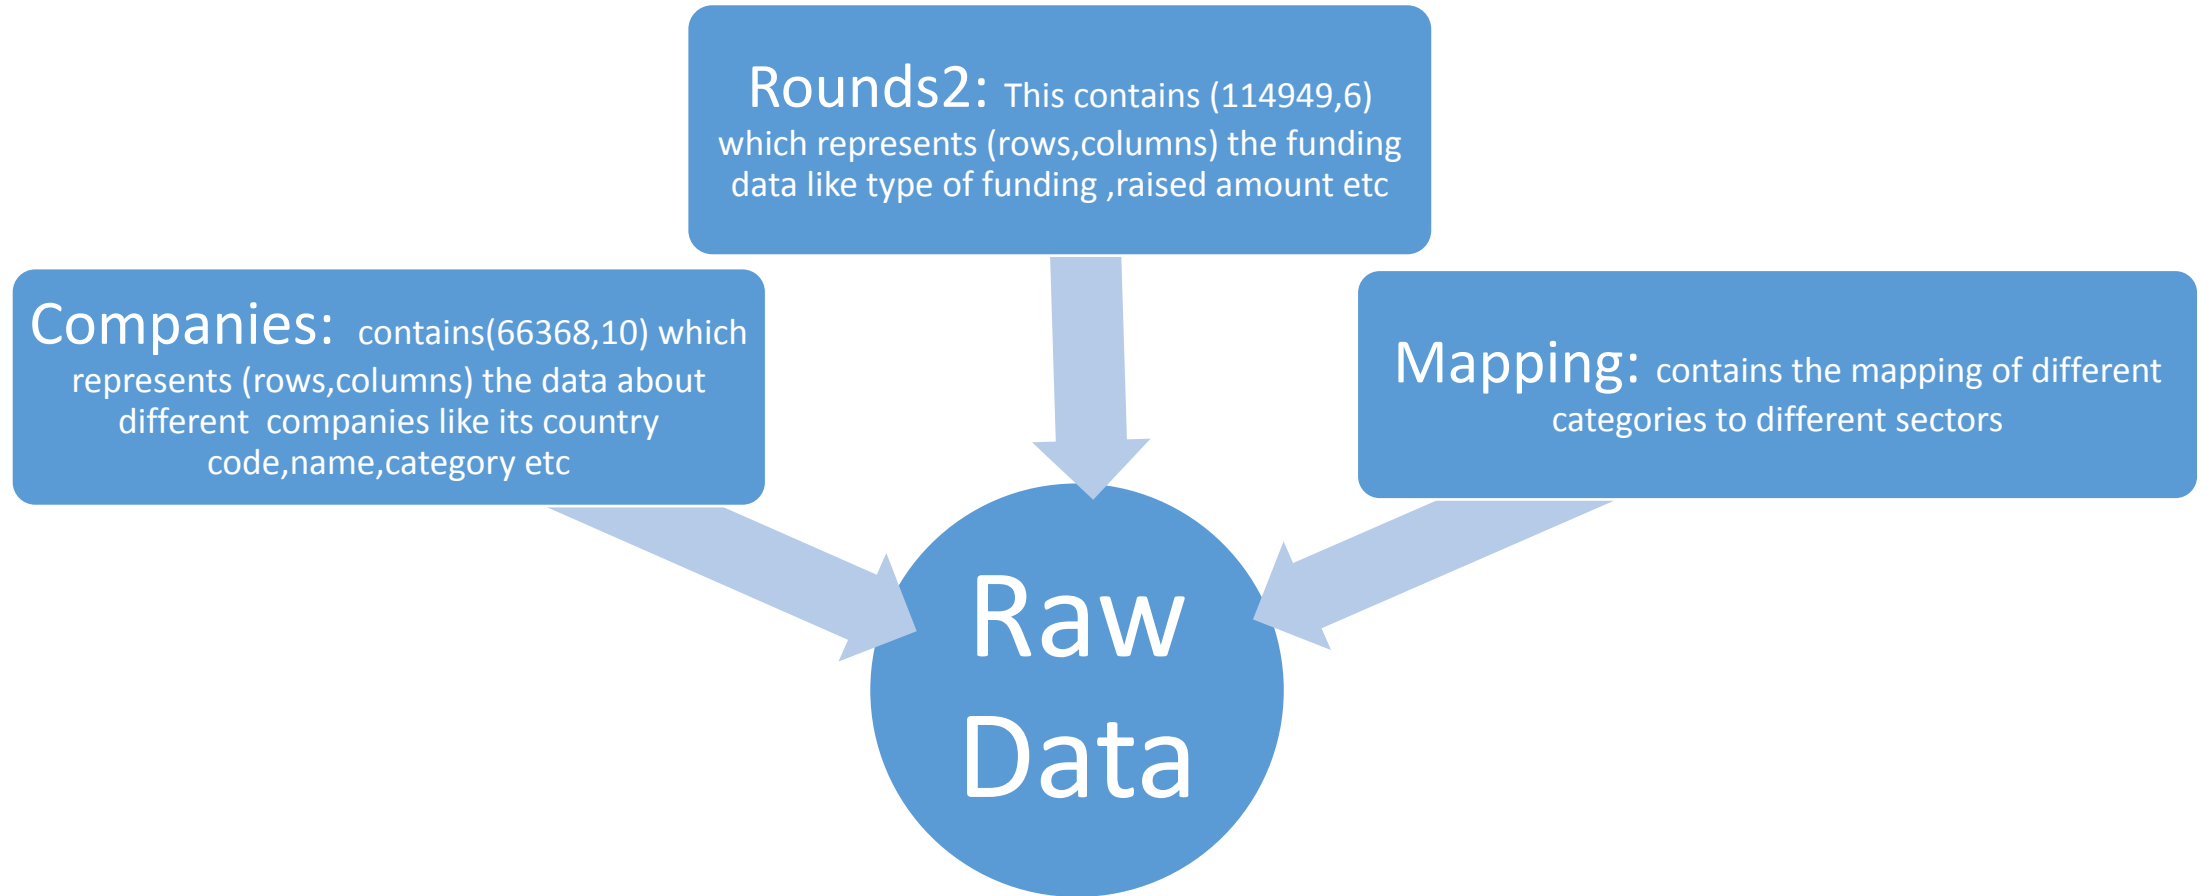 Rounds2: This contains (114949,6)
which represents (rows,columns) the funding
data like type of funding ,raised amount etc
Companies: contains(66368,10) which
represents (rows,columns) the data about
different companies like its country
code,name,category etc
Mapping: contains the mapping of different
categories to different sectors
Raw
Data